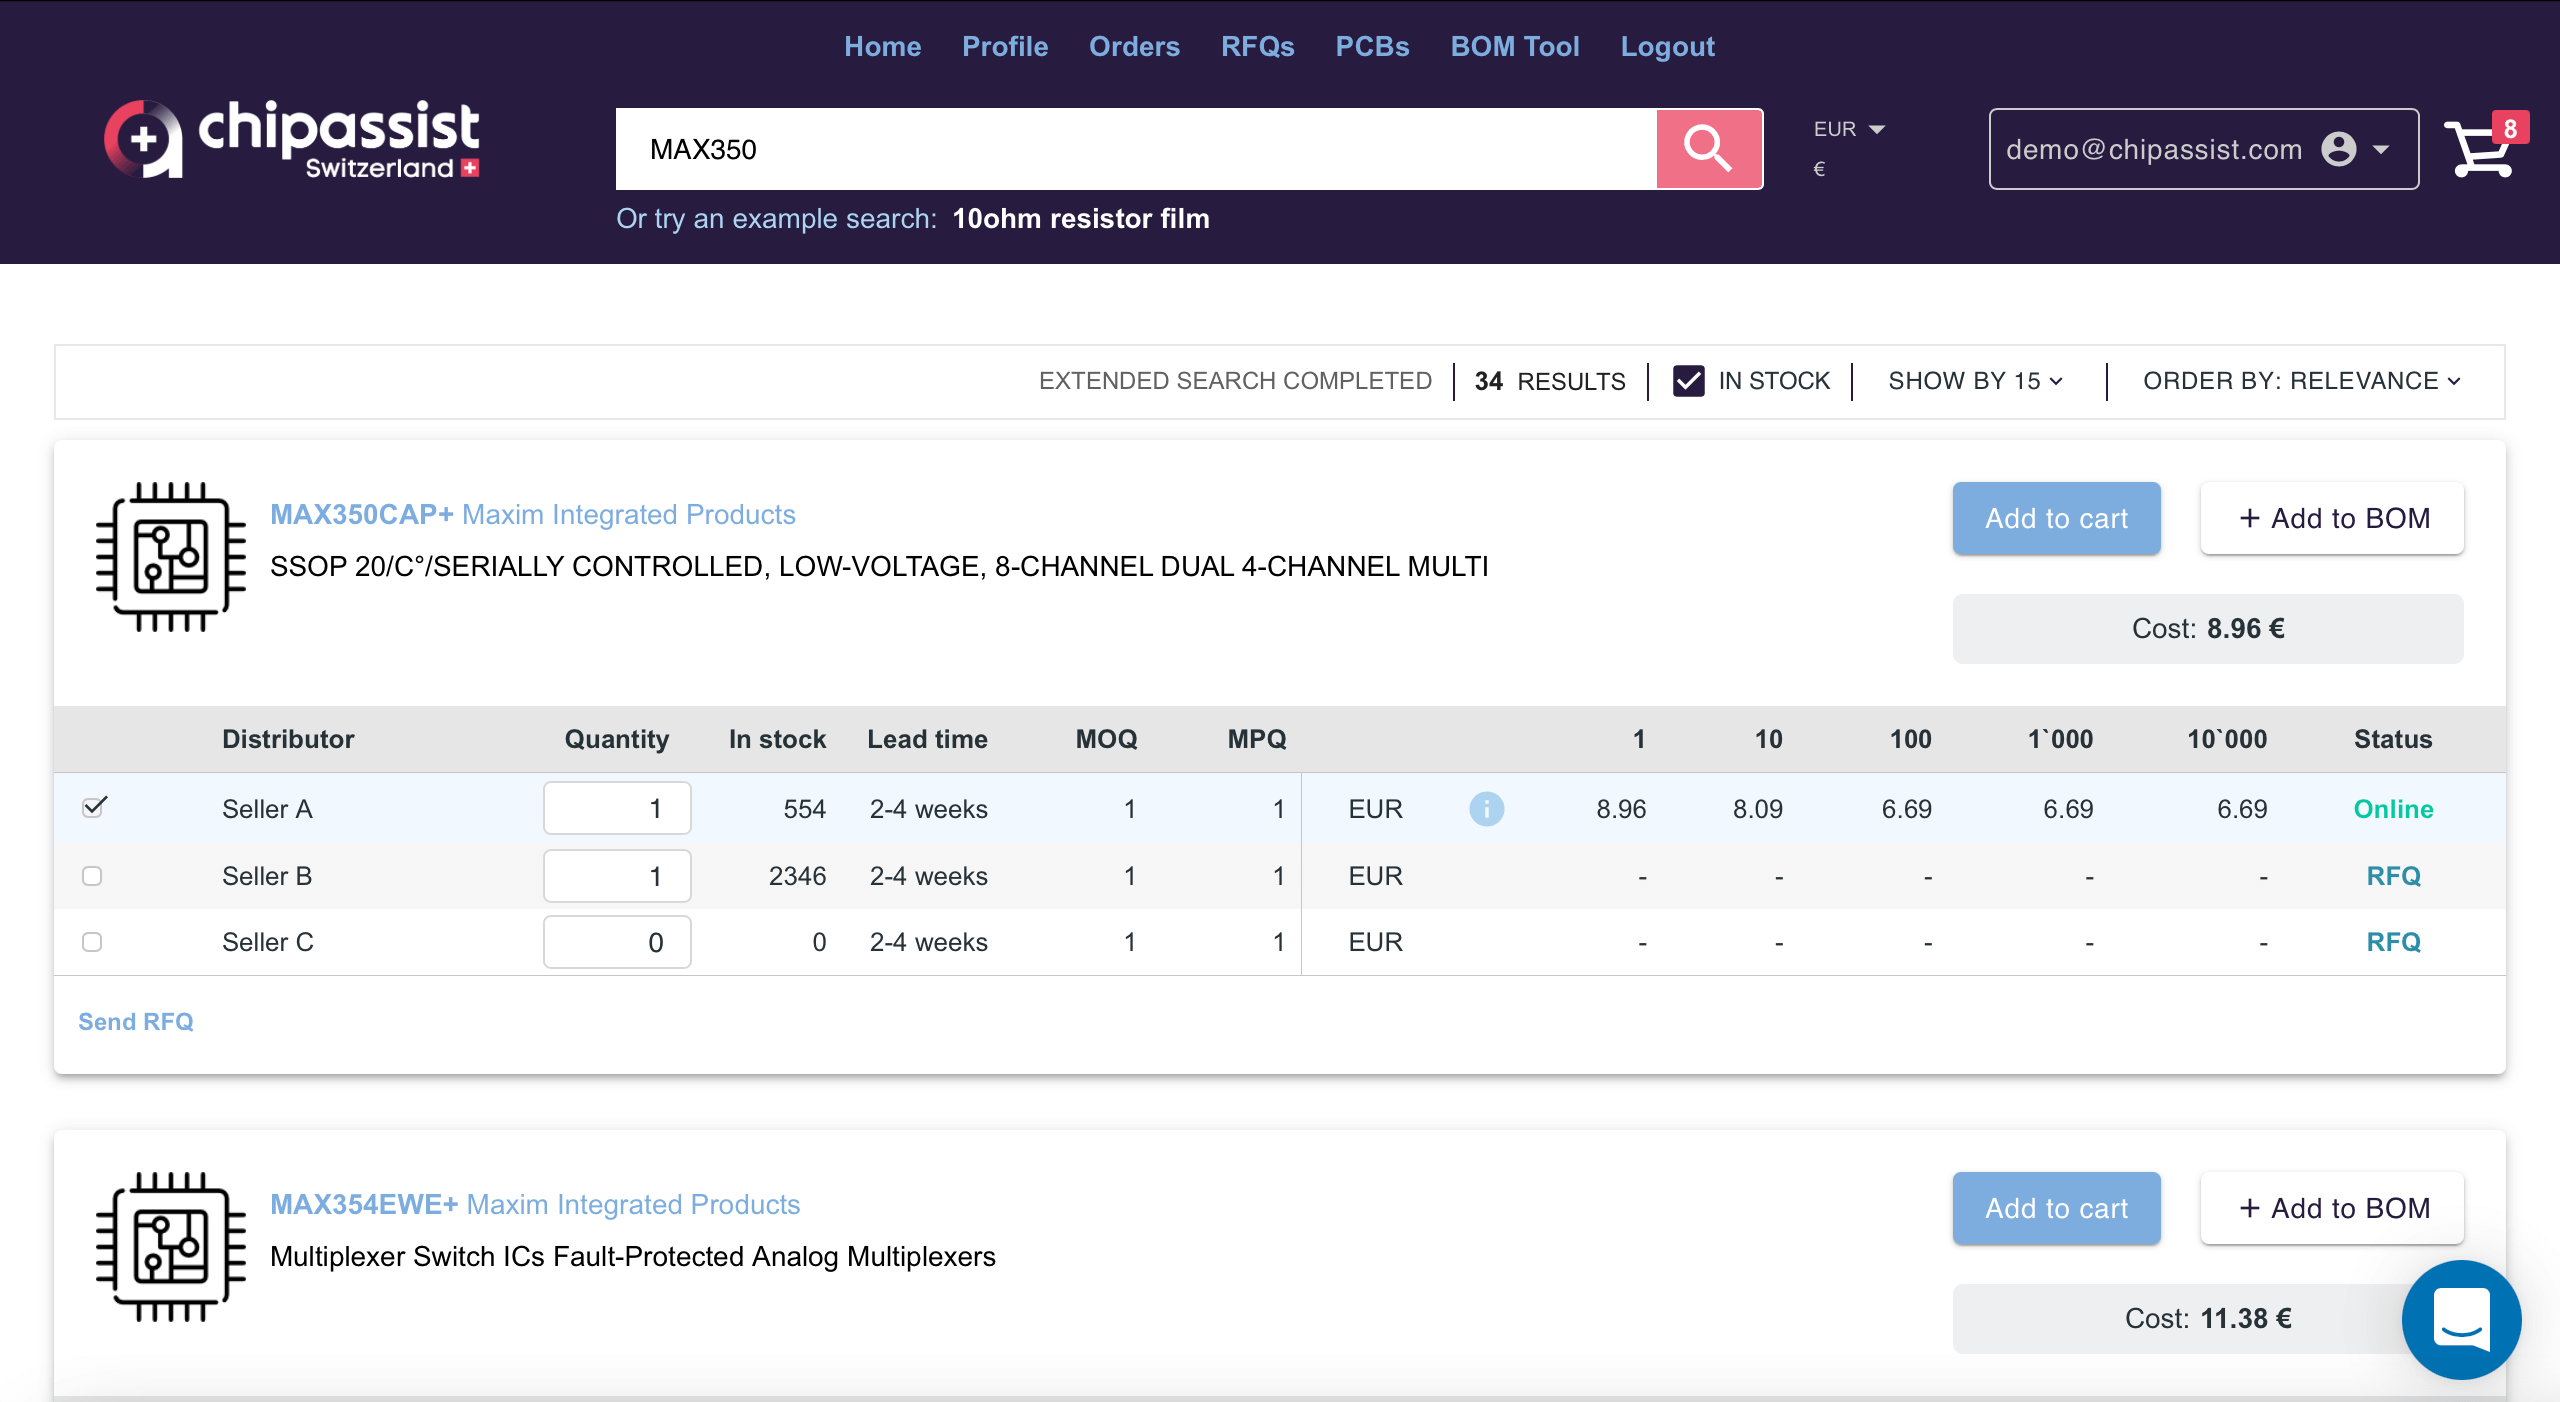 Home Profile Orders RFQs PCBs BOM Tool Logout
chipassist
Switzerland
MAX350
EUR
€
demo@chipassist.com
8
Or try an example search: 10ohm resistor film
EXTENDED SEARCH COMPLETED 34 RESULTS IN STOCK SHOW BY 15 ORDER BY: RELEVANCE
MAX350CAP+ Maxim Integrated Products
SSOP 20/C°/SERIALLY CONTROLLED, LOW-VOLTAGE, 8-CHANNEL DUAL 4-CHANNEL MULTI
Add to cart + Add to BOM
Cost: 8.96 €
Distributor Quantity In stock Lead time MOQ MPQ 1 10 100 1`000 10`000 Status
Seller A 1 554 2-4 weeks 1 1 EUR i 8.96 8.09 6.69 6.69 6.69 Online
Seller B 1 2346 2-4 weeks 1 1 EUR - - - - - RFQ
Seller C 0 0 2-4 weeks 1 1 EUR - - - - - RFQ
Send RFQ
MAX354EWE+ Maxim Integrated Products
Multiplexer Switch ICs Fault-Protected Analog Multiplexers
Add to cart + Add to BOM
Cost: 11.38 €